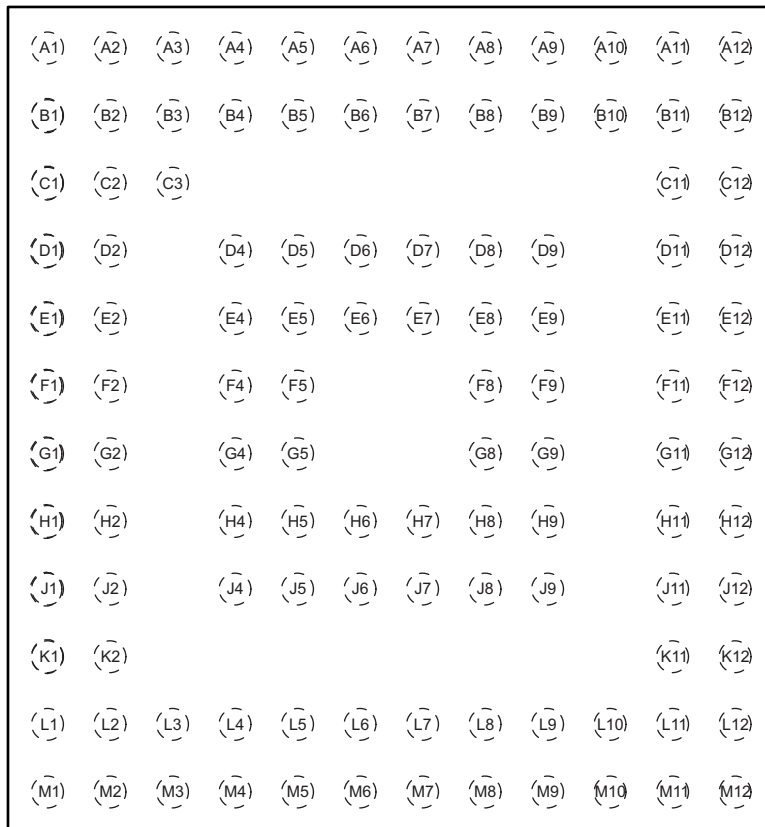 A1 A2 A3 A4 A5 A6 A7 A8 A9 A10 A11 A12
B1 B2 B3 B4 B5 B6 B7 B8 B9 B10 B11 B12
C1 C2 C3 C11 C12
D1 D2 D4 D5 D6 D7 D8 D9 D11 D12
E1 E2 E4 E5 E6 E7 E8 E9 E11 E12
F1 F2 F4 F5 F8 F9 F11 F12
G1 G2 G4 G5 G8 G9 G11 G12
H1 H2 H4 H5 H6 H7 H8 H9 H11 H12
J1 J2 J4 J5 J6 J7 J8 J9 J11 J12
K1 K2 K11 K12
L1 L2 L3 L4 L5 L6 L7 L8 L9 L10 L11 L12
M1 M2 M3 M4 M5 M6 M7 M8 M9 M10 M11 M12